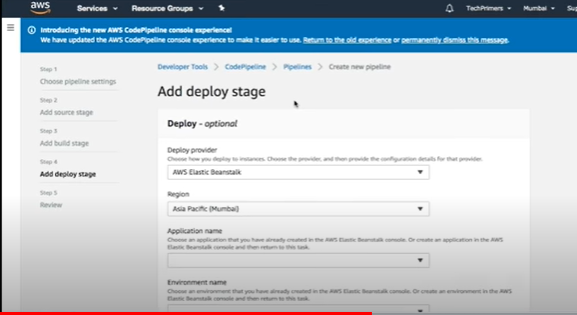 aws Services Resource Groups TechPrimers Mumbai Sup
Introducing the new AWS CodePipeline console experience!
We have updated the AWS CodePipeline console experience to make it easier to use. Return to the old experience or permanently dismiss this message.
Developer Tools > CodePipeline > Pipelines > Create new pipeline
Step 1
Choose pipeline settings
Step 2
Add source stage
Step 3
Add build stage
Step 4
Add deploy stage
Step 5
Review
Add deploy stage
Deploy - optional
Deploy provider
Choose how you deploy to instances. Choose the provider, and then provide the configuration details for that provider.
AWS Elastic Beanstalk
Region
Asia Pacific (Mumbai)
Application name
Choose an application that you have already created in the AWS Elastic Beanstalk console. Or create an application in the AWS
Elastic Beanstalk console and then return to this task.
Environment name
Choose an environment that you have already created in the AWS Elastic Beanstalk console. Or create an environment in the AWS
Elastic Beanstalk console and then return to this task.